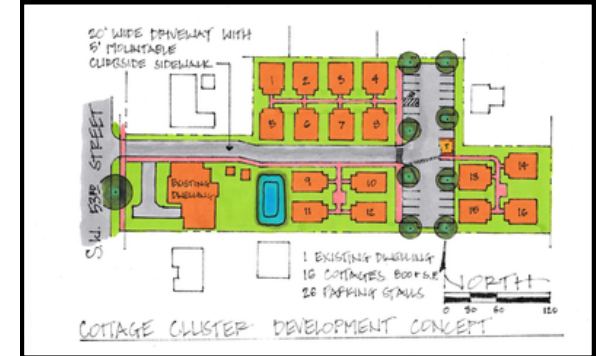 20' WIDE DRIVEWAY WITH
5' MOUNTABLE
CURBSIDE SIDEWALK
1 2 3 4
5 6 7 8
S.W. 53RD STREET
EXISTING
DWELLING
9 10
11 12
13 14
15 16
1 EXISTING DWELLING
16 COTTAGES 800± S.F.
26 PARKING STALLS
NORTH
0 30 60 120
COTTAGE CLUSTER DEVELOPMENT CONCEPT